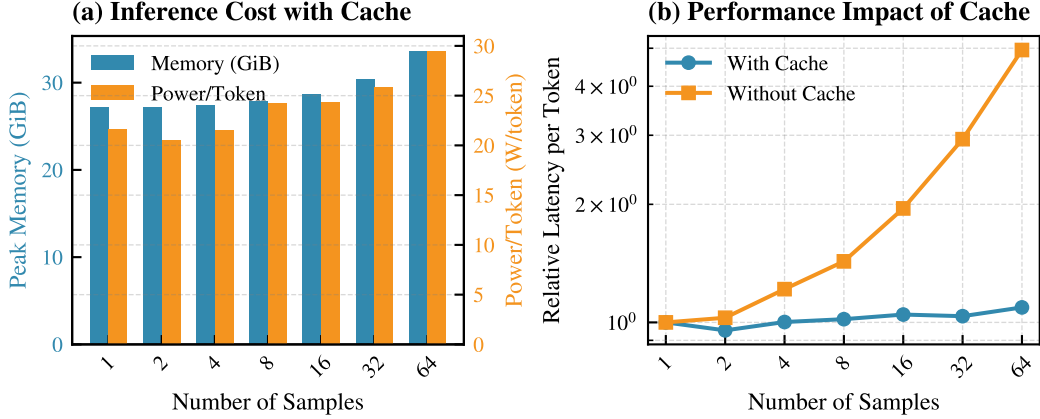 (a) Inference Cost with Cache
Peak Memory (GiB)
30
20
10
0
Memory (GiB)
Power/Token
30
25
20
15
10
5
0
Power/Token (W/token)
1 2 4 8 16 32 64
Number of Samples
(b) Performance Impact of Cache
Relative Latency per Token
4 × 10⁰
3 × 10⁰
2 × 10⁰
10⁰
With Cache
Without Cache
1 2 4 8 16 32 64
Number of Samples